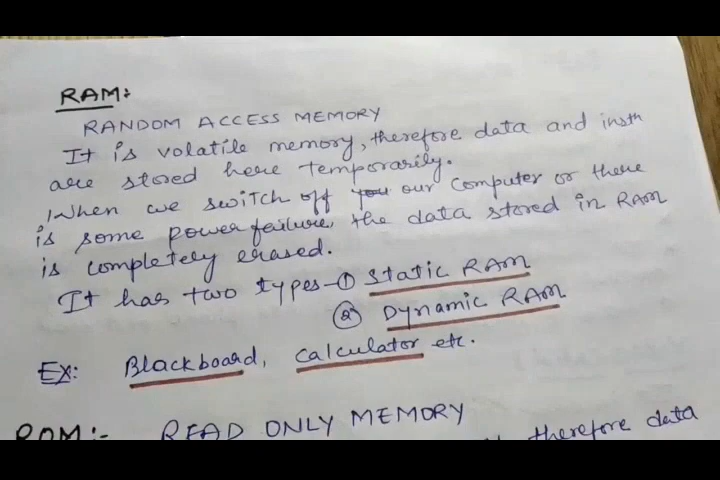 RAM:
RANDOM ACCESS MEMORY
It is volatile memory, therefore data and instn
are stored here temporarily.
When we switch off you our computer or there
is some power failure, the data stored in RAM
is completely erased.
It has two types- ① Static RAM
② Dynamic RAM
Ex: Blackboard, Calculator etc.
ROM:- READ ONLY MEMORY
therefore data